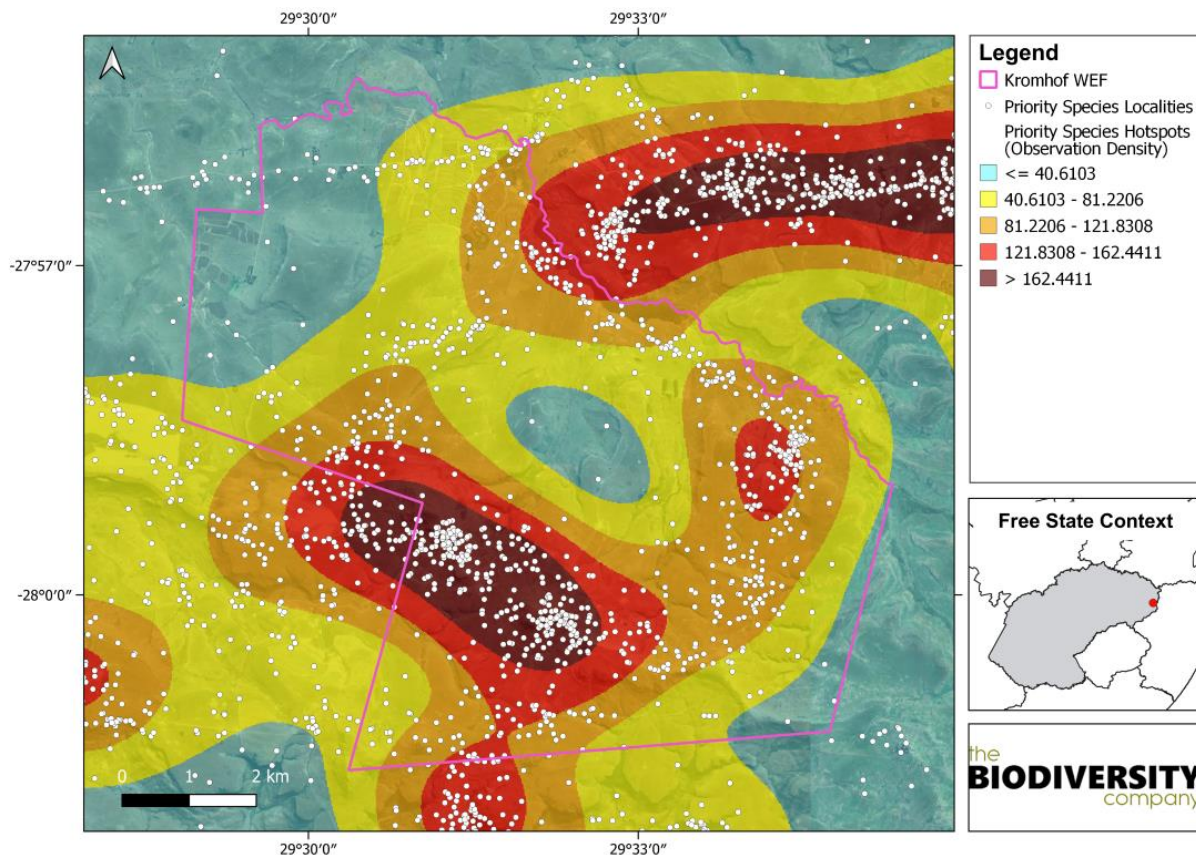 29°30′0″ 29°33′0″
-27°57′0″
-28°0′0″
0 1 2 km
29°30′0″ 29°33′0″
Legend
Kromhof WEF
Priority Species Localities
Priority Species Hotspots
(Observation Density)
<= 40.6103
40.6103 - 81.2206
81.2206 - 121.8308
121.8308 - 162.4411
> 162.4411
Free State Context
the
BIODIVERSITY
company